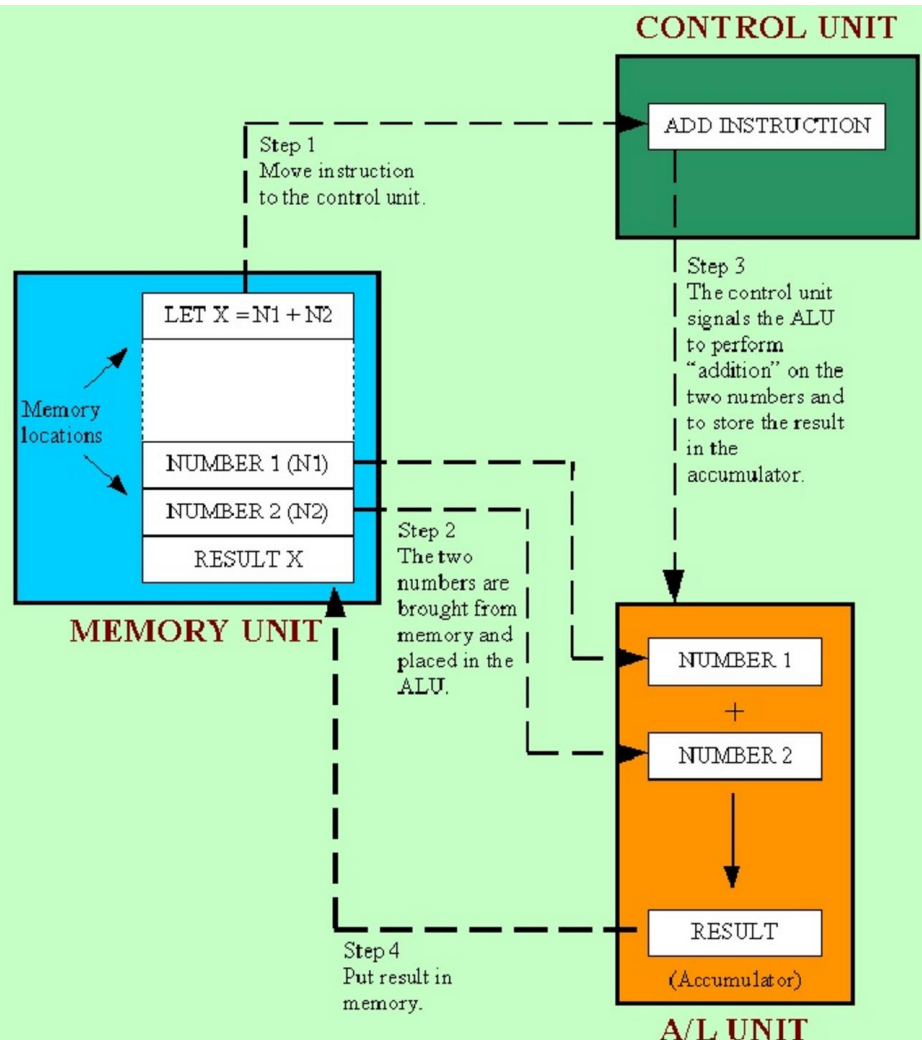 CONTROL UNIT
ADD INSTRUCTION
Step 1
Move instruction
to the control unit.
Step 3
The control unit
signals the ALU
to perform
“addition” on the
two numbers and
to store the result
in the
accumulator.
LET X = N1 + N2
Memory
locations
NUMBER 1 (N1)
NUMBER 2 (N2)
RESULT X
MEMORY UNIT
Step 2
The two
numbers are
brought from
memory and
placed in the
ALU.
NUMBER 1
+
NUMBER 2
RESULT
(Accumulator)
A/L UNIT
Step 4
Put result in
memory.